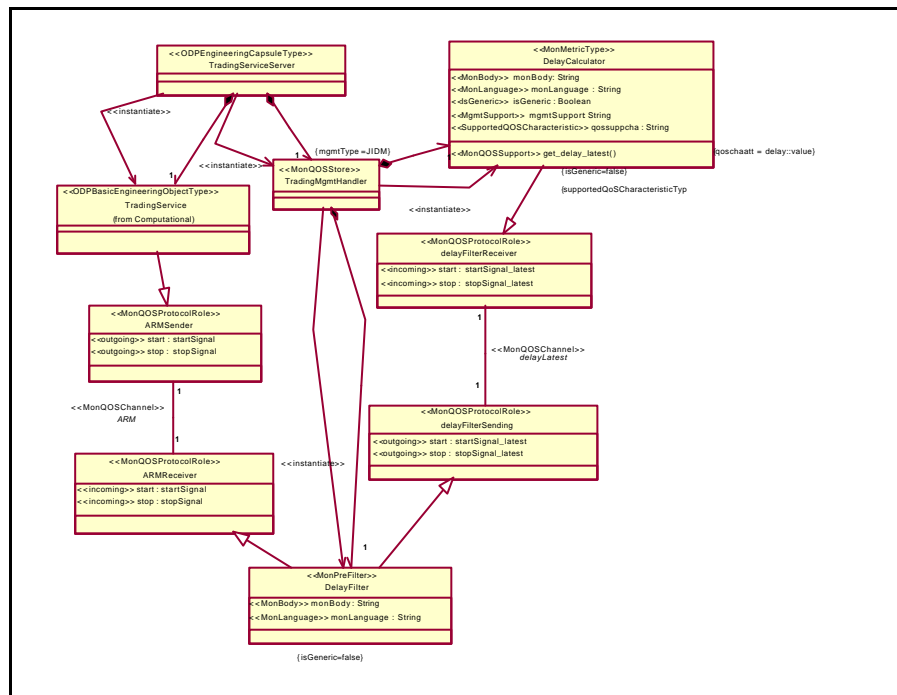 <<ODPEngineeringCapsuleType>>
TradingServiceServer
<<MonMetricType>>
DelayCalculator
<<MonBody>> monBody: String
<<MonLanguage>> monLanguage : String
<<IsGeneric>> isGeneric : Boolean
<<MgmtSupport>> mgmtSupport String
<<SupportedQOSCharacteristic>> qossuppcha : String
<<MonQOSSupport>> get_delay_latest()
{qoschaatt = delay::value}
<<instantiate>>
{mgmtType =JIDM}
1
<<instantiate>>
<<MonQOSStore>>
TradingMgmtHandler
{isGeneric=false}
{supportedQoSCharacteristicTyp
1
<<ODPBasicEngineeringObjectType>>
TradingService
(from Computational)
<<instantiate>>
<<MonQOSProtocolRole>>
delayFilterReceiver
<<incoming>> start : startSignal_latest
<<incoming>> stop : stopSignal_latest
<<MonQOSProtocolRole>>
ARMSender
<<outgoing>> start : startSignal
<<outgoing>> stop : stopSignal
1
<<MonQOSChannel>>
delayLatest
1
1
<<MonQOSChannel>>
ARM
1
<<MonQOSProtocolRole>>
delayFilterSending
<<outgoing>> start : startSignal_latest
<<outgoing>> stop : stopSignal_latest
<<MonQOSProtocolRole>>
ARMReceiver
<<incoming>> start : startSignal
<<incoming>> stop : stopSignal
<<instantiate>>
1
<<MonPreFilter>>
DelayFilter
<<MonBody>> monBody : String
<<MonLanguage>> monLanguage : String
{isGeneric=false}